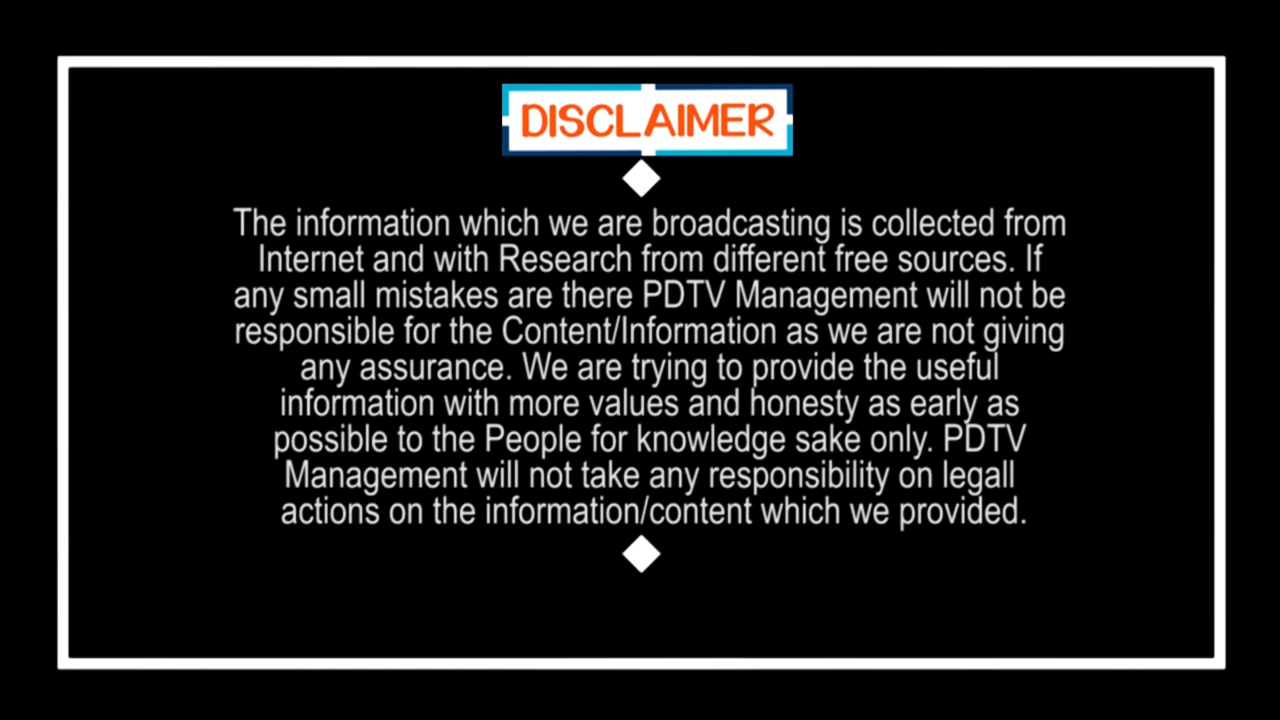 DISCLAIMER
The information which we are broadcasting is collected from
Internet and with Research from different free sources. If
any small mistakes are there PDTV Management will not be
responsible for the Content/Information as we are not giving
any assurance. We are trying to provide the useful
information with more values and honesty as early as
possible to the People for knowledge sake only. PDTV
Management will not take any responsibility on legall
actions on the information/content which we provided.